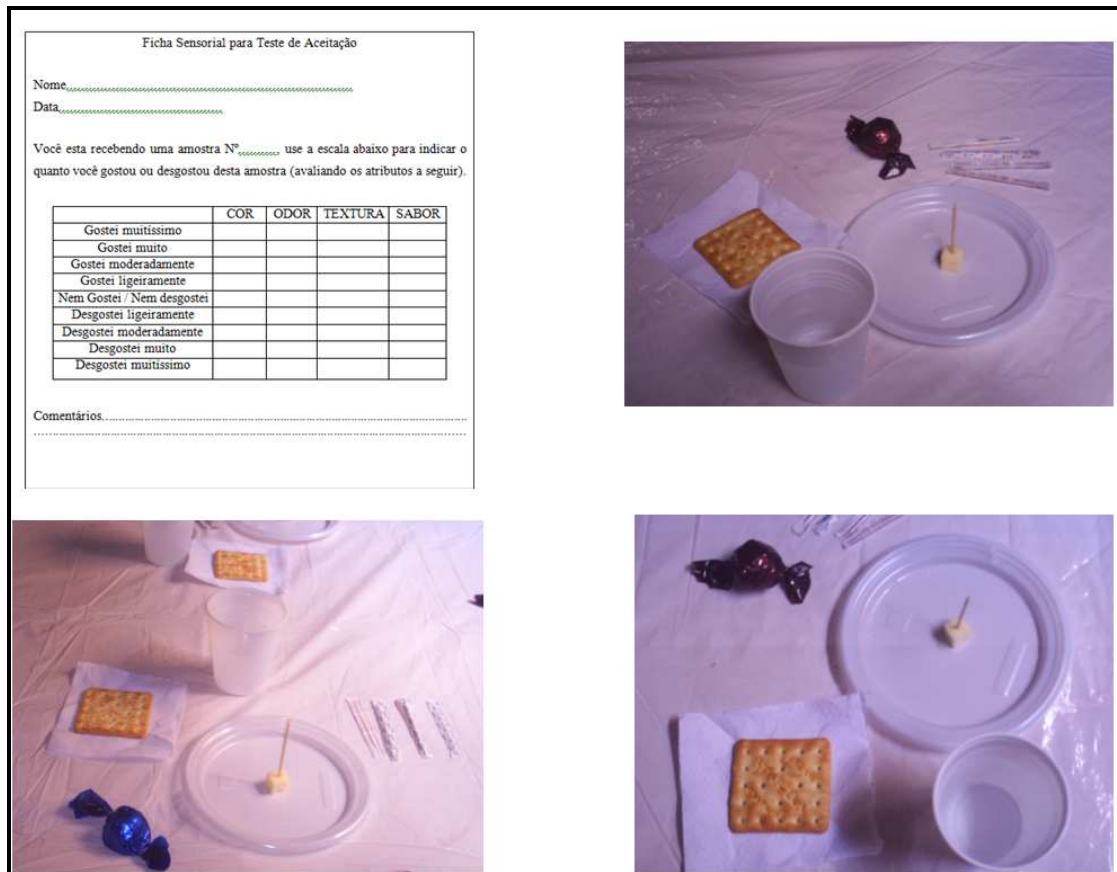 Ficha Sensorial para Teste de Aceitação
Nome
Data
Você esta recebendo uma amostra Nº.......... use a escala abaixo para indicar o
quanto você gostou ou desgostou desta amostra (avaliando os atributos a seguir).
COR ODOR TEXTURA SABOR
Gostei muitíssimo
Gostei muito
Gostei moderadamente
Gostei ligeiramente
Nem Gostei / Nem desgostei
Desgostei ligeiramente
Desgostei moderadamente
Desgostei muito
Desgostei muitíssimo
Comentários